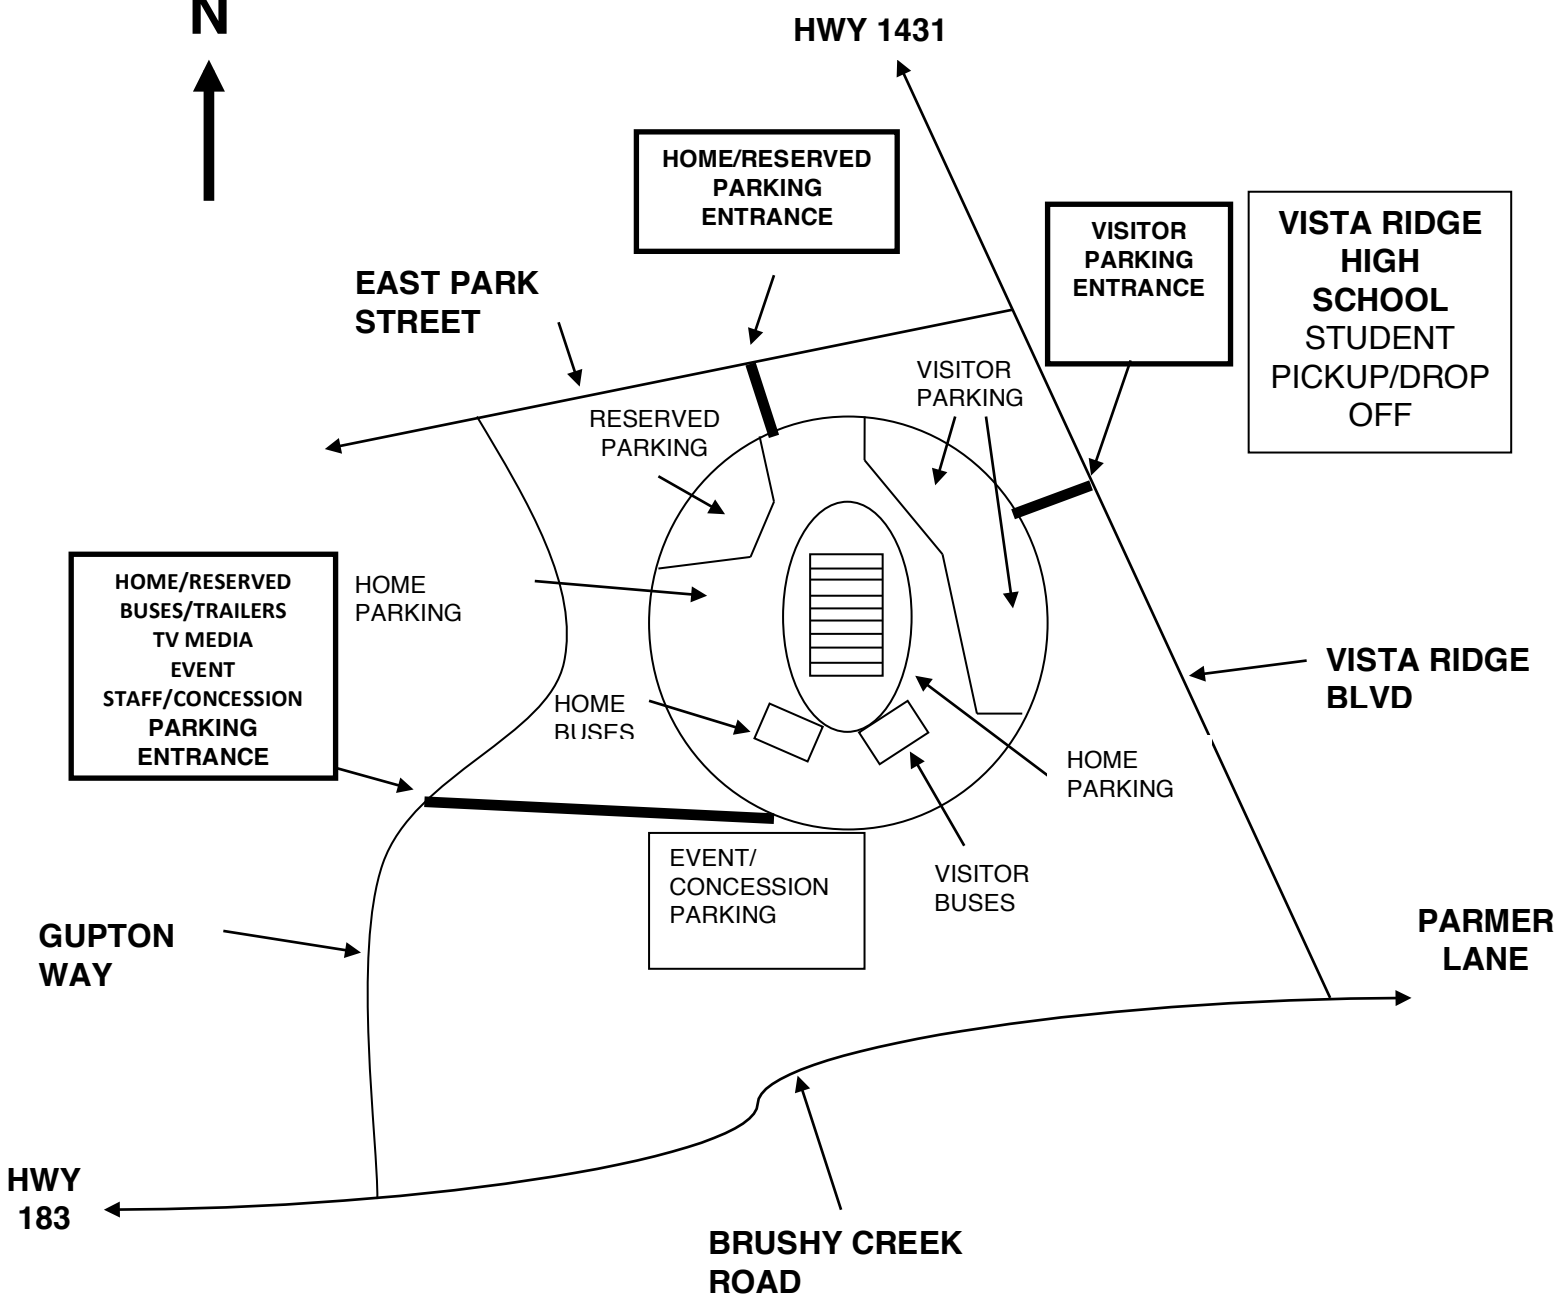 N
HWY 1431
HOME/RESERVED
PARKING
ENTRANCE
VISITOR
PARKING
ENTRANCE
VISTA RIDGE
HIGH
SCHOOL
STUDENT
PICKUP/DROP
OFF
EAST PARK
STREET
VISITOR
PARKING
RESERVED
PARKING
HOME/RESERVED
BUSES/TRAILERS
TV MEDIA
EVENT
STAFF/CONCESSION
PARKING
ENTRANCE
HOME
PARKING
VISTA RIDGE
BLVD
HOME
BUSES
HOME
PARKING
EVENT/
CONCESSION
PARKING
VISITOR
BUSES
GUPTON
WAY
PARMER
LANE
HWY
183
BRUSHY CREEK
ROAD